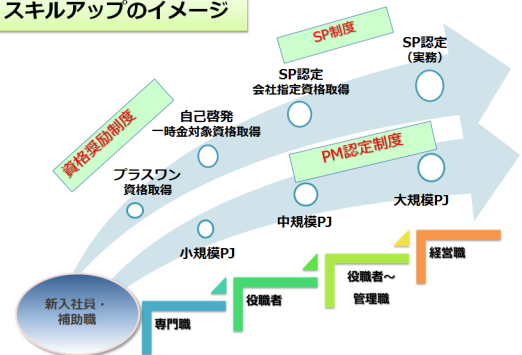 スキルアップのイメージ
SP制度
SP認定
（実務）
SP認定
会社指定資格取得
資格奨励制度
自己啓発
一時金対象資格取得
PM認定制度
プラスワン
資格取得
大規模PJ
中規模PJ
小規模PJ
経営職
役職者～
管理職
役職者
新入社員・
補助職
専門職